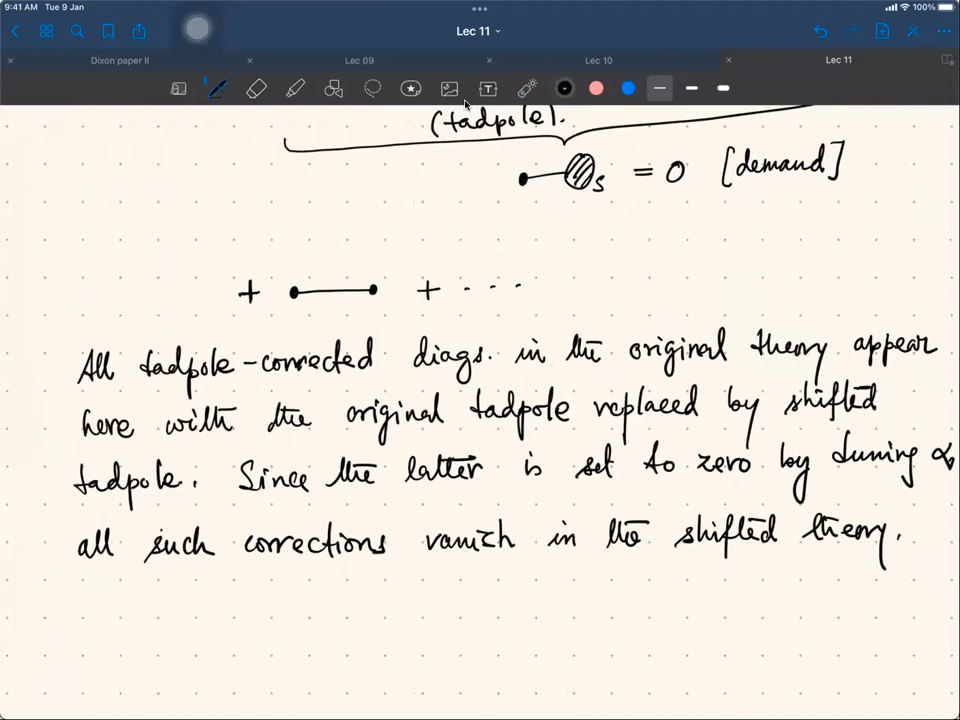 9:41 AM Tue 9 Jan
100%
Lec 11
Dixon paper II
Lec 09
Lec 10
Lec 11
(tadpole).
s = 0 [demand]
+ + ....
All tadpole-corrected diags. in the original theory appear
here with the original tadpole replaced by shifted
tadpole. Since the latter is set to zero by tuning α,
all such corrections vanish in the shifted theory.